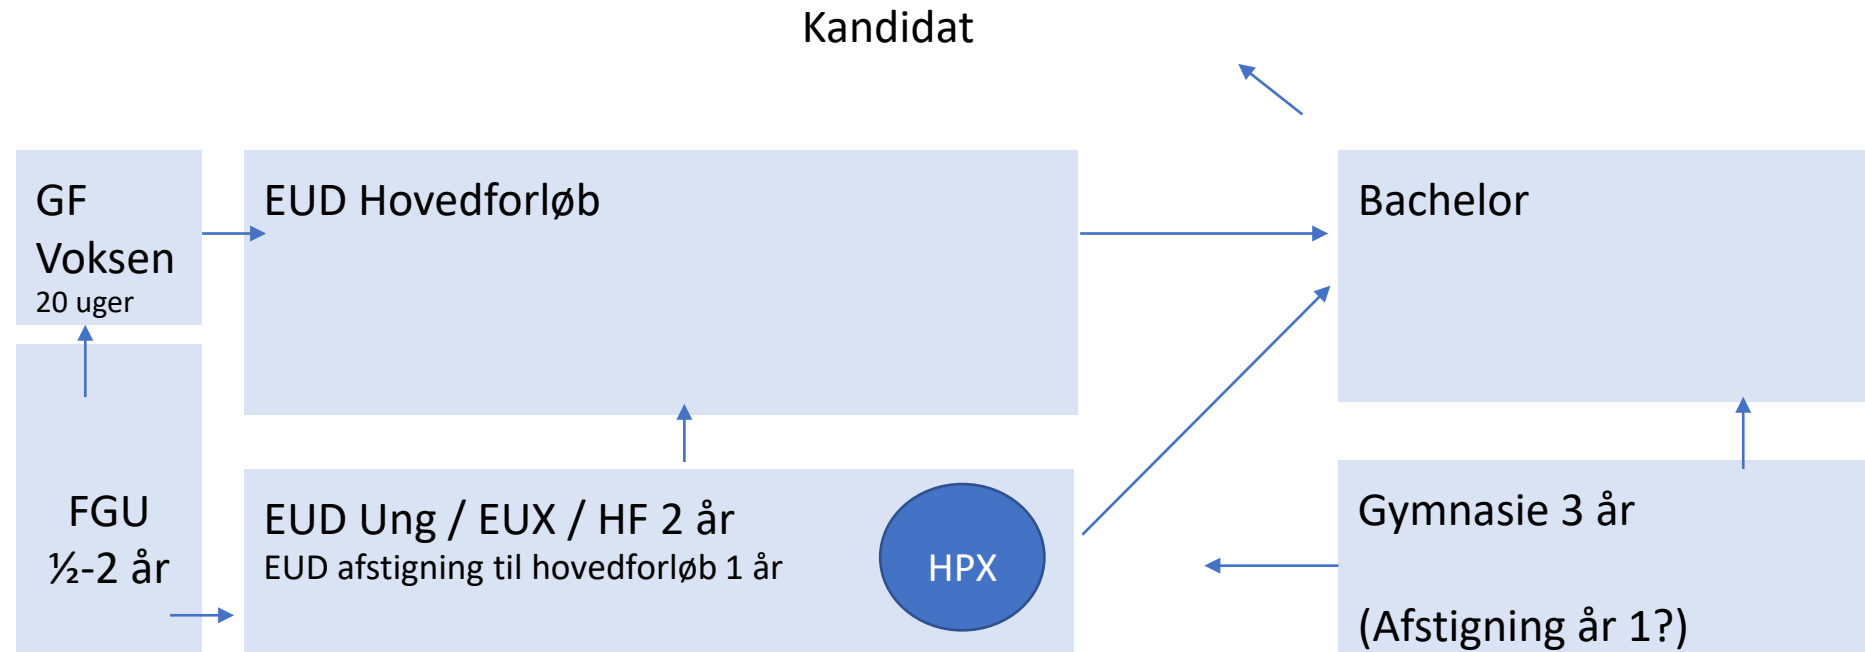 Kandidat
GF
Voksen
20 uger
EUD Hovedforløb
Bachelor
FGU
½-2 år
EUD Ung / EUX / HF 2 år
EUD afstigning til hovedforløb 1 år
HPX
Gymnasie 3 år
(Afstigning år 1?)